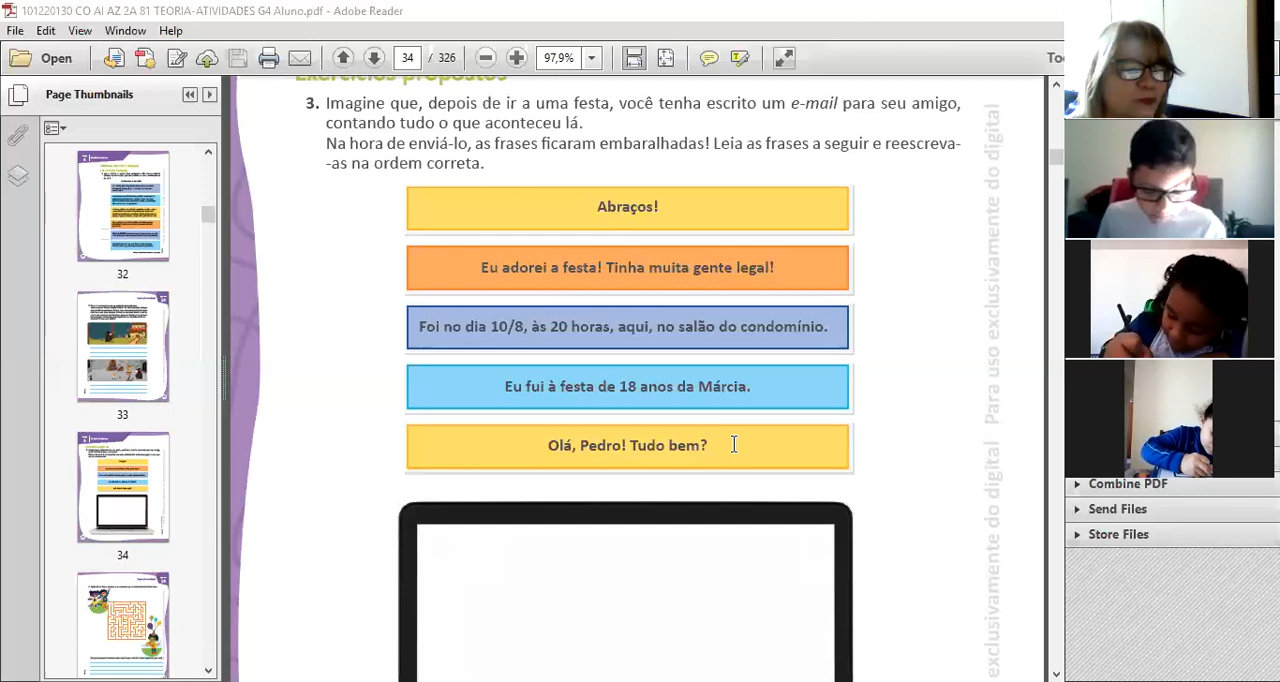 101220130 CO AI AZ 2A 81 TEORIA-ATIVIDADES G4 Aluno.pdf - Adobe Reader
File Edit View Window Help
Open 34 / 326 97,9%
Page Thumbnails
32
33
34
Exercícios propostos
3. Imagine que, depois de ir a uma festa, você tenha escrito um e-mail para seu amigo,
contando tudo o que aconteceu lá.
Na hora de enviá-lo, as frases ficaram embaralhadas! Leia as frases a seguir e reescreva-
-as na ordem correta.
Abraços!
Eu adorei a festa! Tinha muita gente legal!
Foi no dia 10/8, às 20 horas, aqui, no salão do condomínio.
Eu fui à festa de 18 anos da Márcia.
Olá, Pedro! Tudo bem?
Para uso exclusivamente do digital
exclusivamente do digital
Combine PDF
Send Files
Store Files